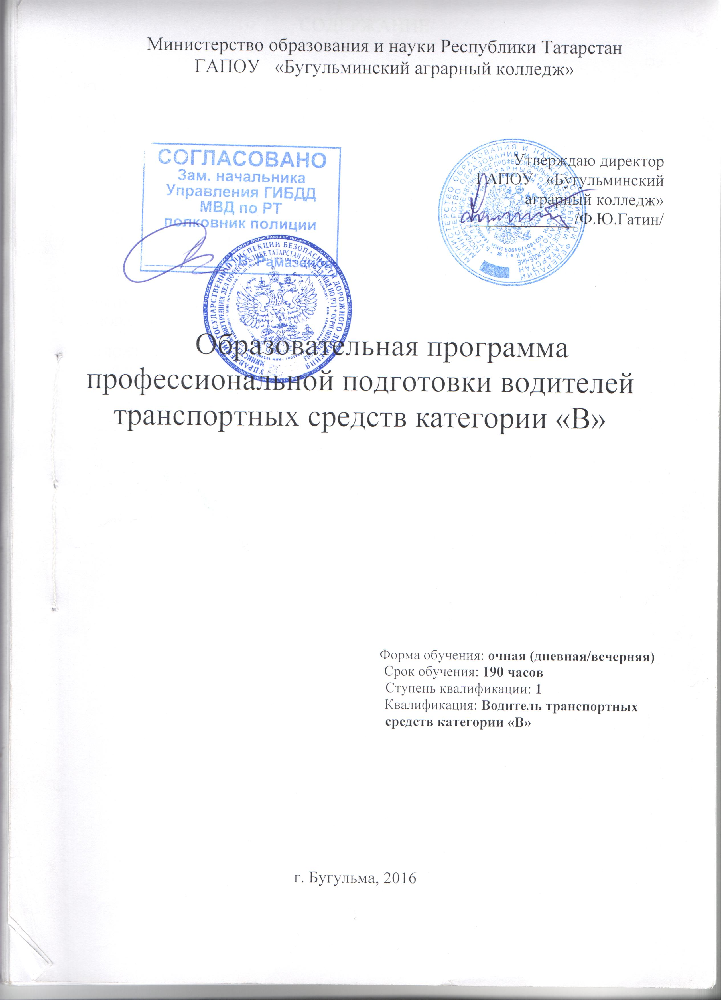 Министерство образования и науки Республики Татарстан
ГАПОУ «Бугульминский аграрный колледж»
СОГЛАСОВАНО
Зам. начальника
Управления ГИБДД
МВД по РТ
полковник полиции
Утверждаю директор
ГАПОУ «Бугульминский
аграрный колледж»
/Ф.Ю.Гатин/
Образовательная программа
профессиональной подготовки водителей
транспортных средств категории «В»
Форма обучения: очная (дневная/вечерняя)
Срок обучения: 190 часов
Ступень квалификации: 1
Квалификация: Водитель транспортных
средств категории «В»
г. Бугульма, 2016
СОДЕРЖАНИЕ